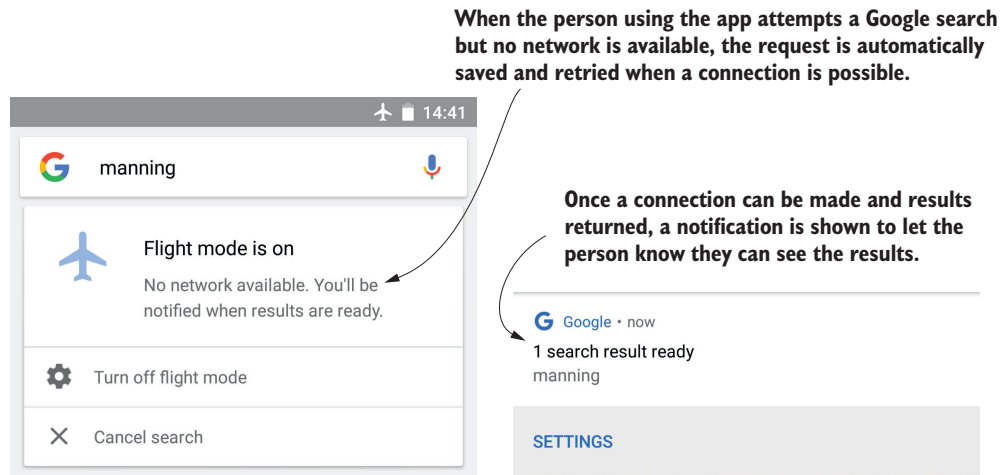 When the person using the app attempts a Google search
but no network is available, the request is automatically
saved and retried when a connection is possible.
14:41
G manning
Flight mode is on
No network available. You'll be
notified when results are ready.
Turn off flight mode
Cancel search
Once a connection can be made and results
returned, a notification is shown to let the
person know they can see the results.
G Google • now
1 search result ready
manning
SETTINGS